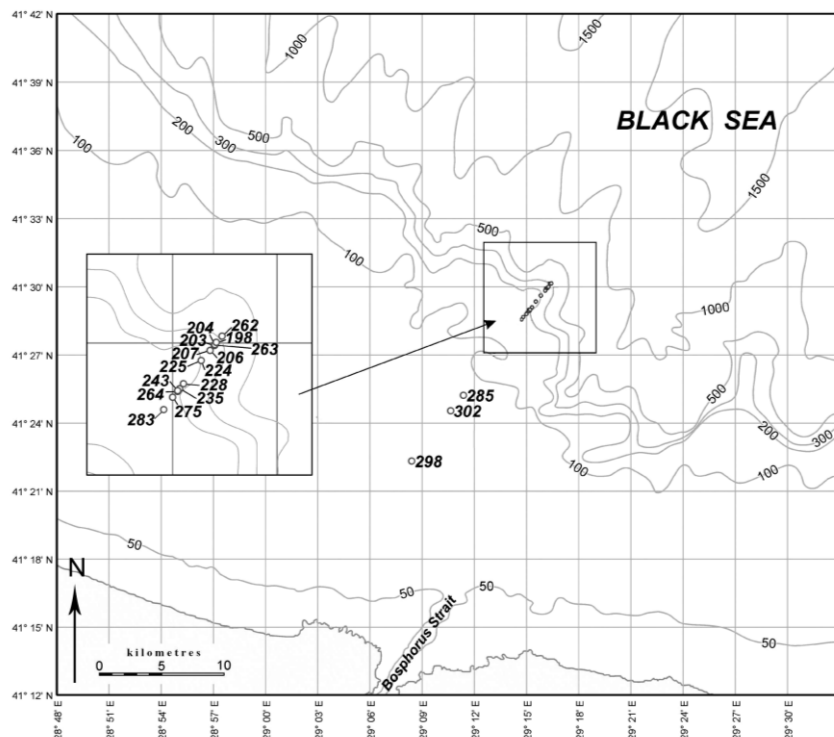 41° 42' N
41° 39' N
41° 36' N
41° 33' N
41° 30' N
41° 27' N
41° 24' N
41° 21' N
41° 18' N
41° 15' N
41° 12' N
1000
1500
BLACK SEA
100
200
300
500
1500
100
500
100
1000
204
262
203
198
207
206
263
225
224
243
228
264
235
275
283
285
302
298
500
200
300
100
100
50
50
50
50
N
kilometres
0
5
10
Bosphorus Strait
28° 48' E
28° 51' E
28° 54' E
28° 57' E
29° 00' E
29° 03' E
29° 06' E
29° 09' E
29° 12' E
29° 15' E
29° 18' E
29° 21' E
29° 24' E
29° 27' E
29° 30' E